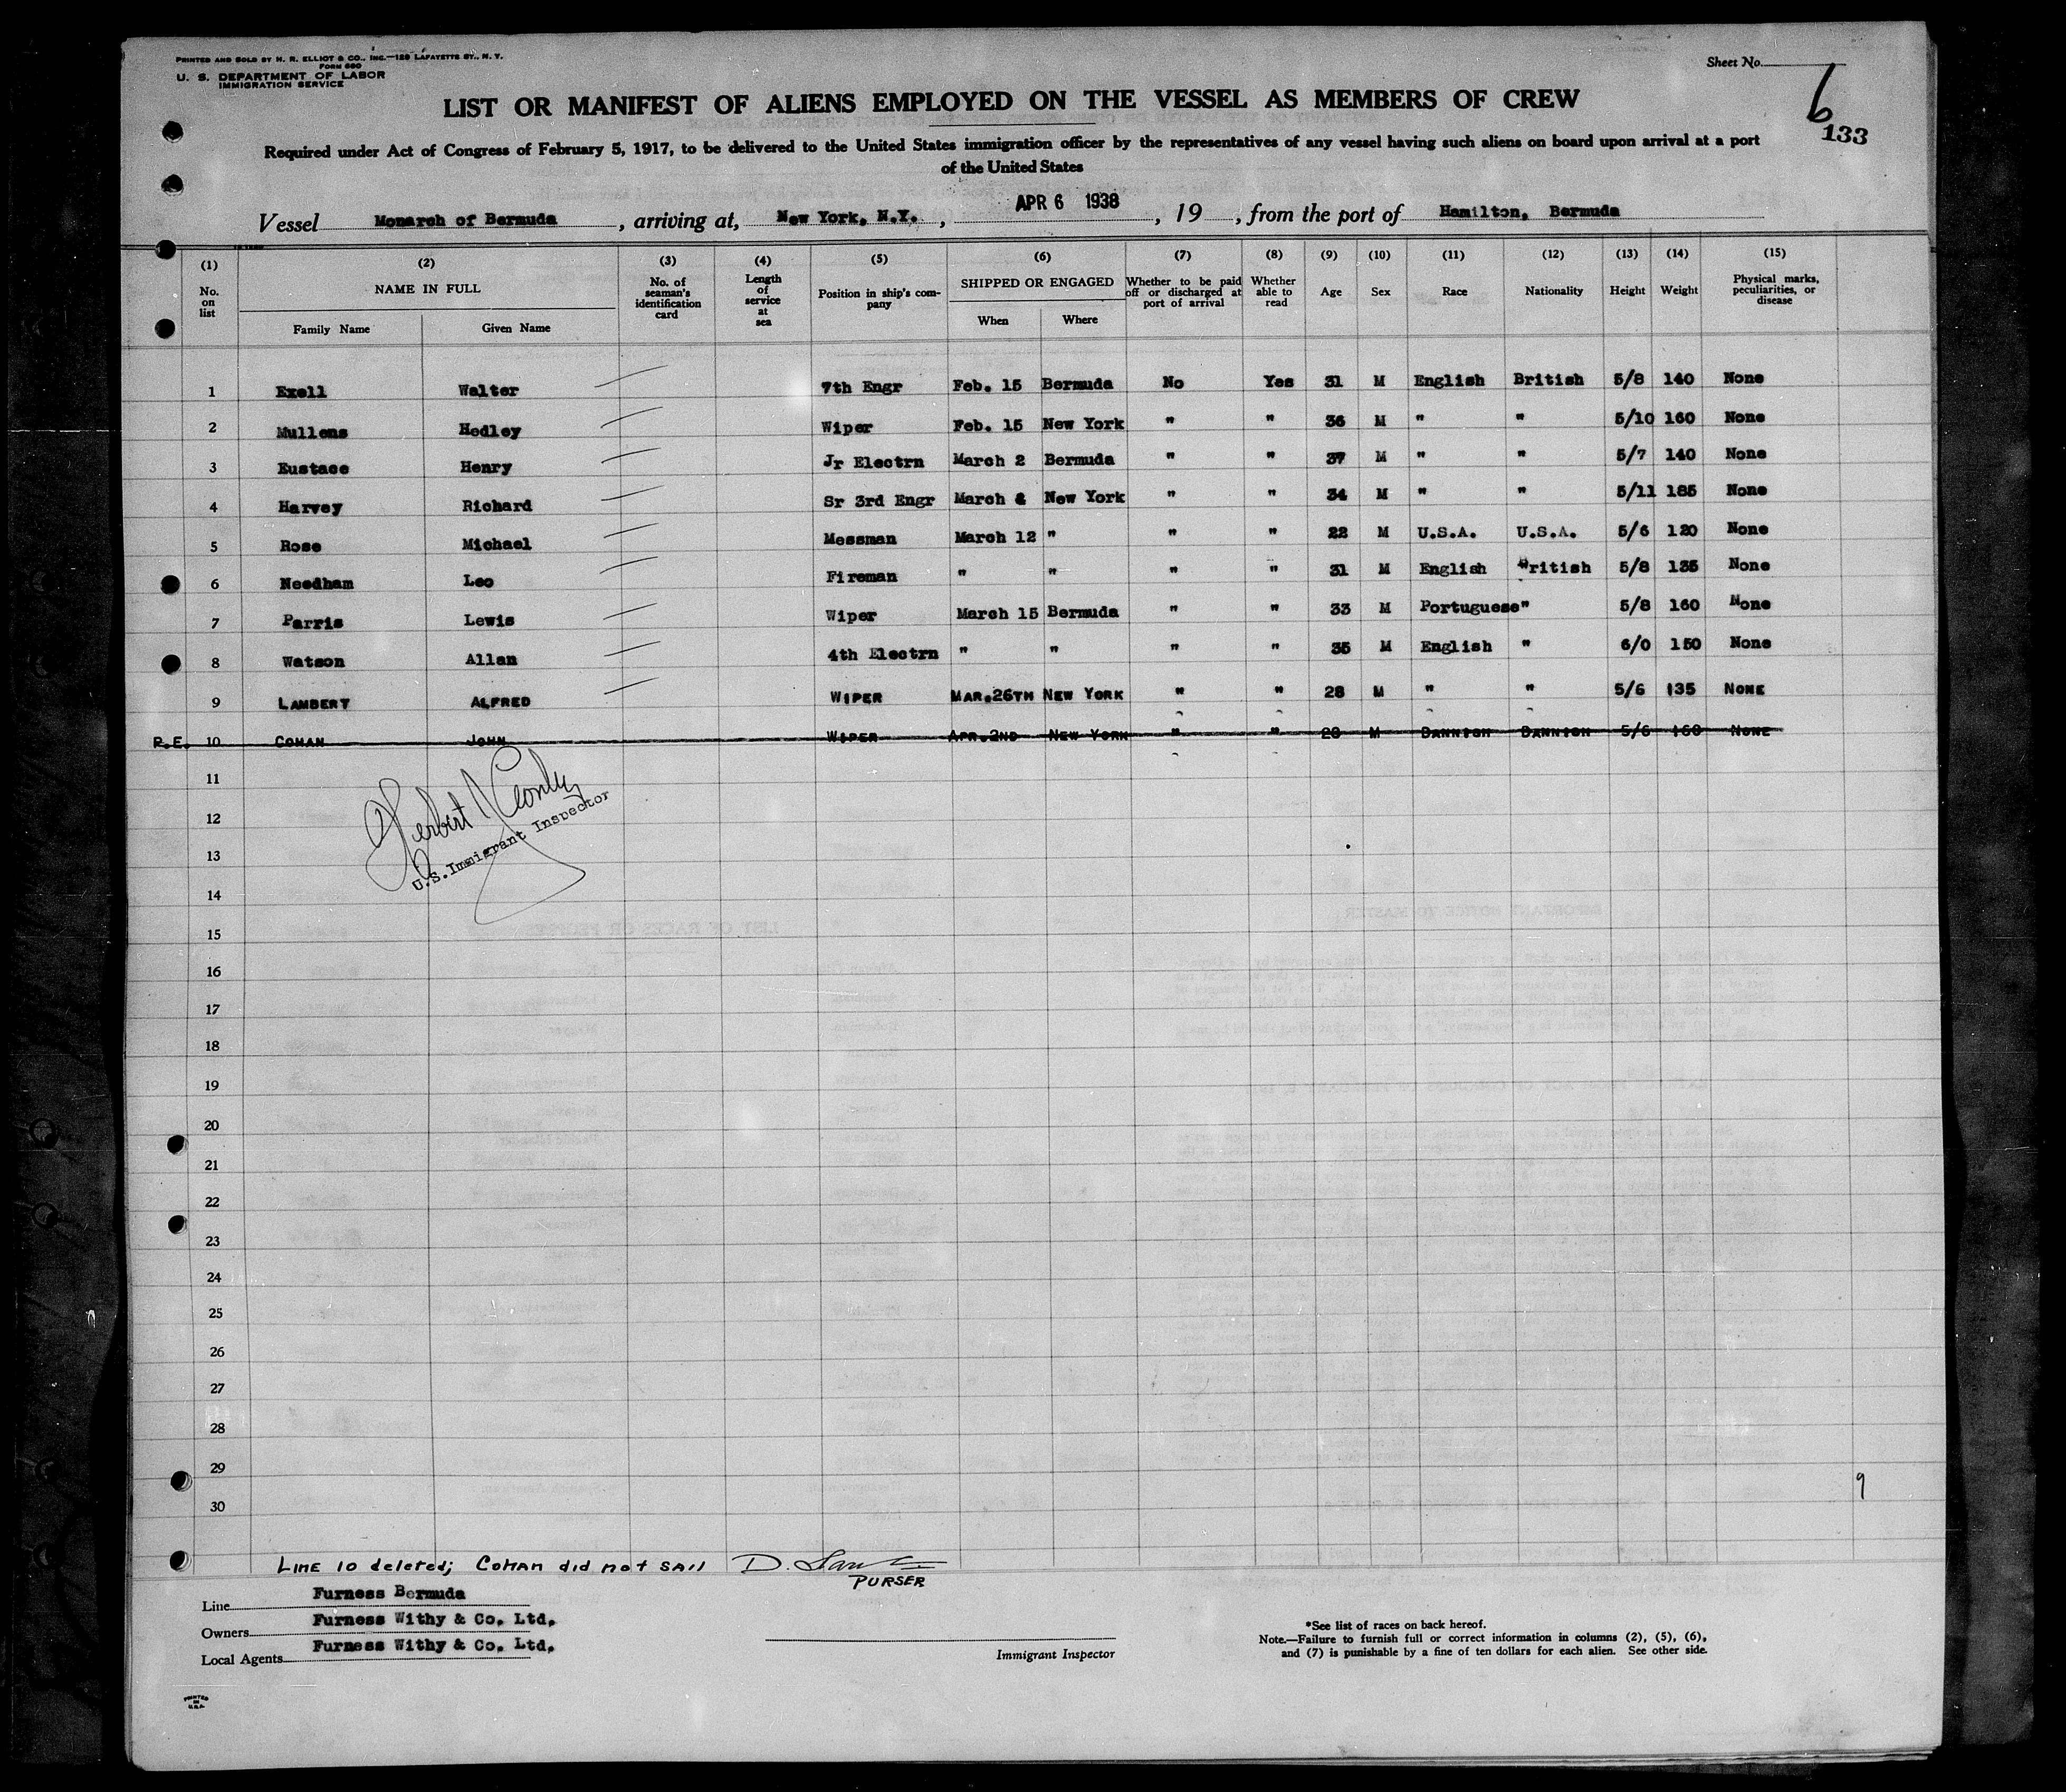 PRINTED AND SOLD BY H. R. ELLIOT & CO., INC.—129 LAFAYETTE ST., N. Y.
FORM 680
U. S. DEPARTMENT OF LABOR
IMMIGRATION SERVICE
Sheet No. 6
133
LIST OR MANIFEST OF ALIENS EMPLOYED ON THE VESSEL AS MEMBERS OF CREW
Required under Act of Congress of February 5, 1917, to be delivered to the United States immigration officer by the representatives of any vessel having such aliens on board upon arrival at a port
of the United States
Vessel Monarch of Bermuda, arriving at, New York, N.Y., APR 6 1938, 19, from the port of Hamilton, Bermuda
(1) (2) (3) (4) (5) (6) (7) (8) (9) (10) (11) (12) (13) (14) (15)
No. on list NAME IN FULL Family Name Given Name No. of seaman's identification card Length of service at sea Position in ship's company SHIPPED OR ENGAGED When Where Whether to be paid off or discharged at port of arrival Whether able to read Age Sex Race Nationality Height Weight Physical marks, peculiarities, or disease
1 Exell Walter 7th Engr Feb. 15 Bermuda No Yes 31 M English British 5/8 140 None
2 Mullens Hedley Wiper Feb. 15 New York " " 36 M " " 5/10 160 None
3 Eustace Henry Jr Electrn March 2 Bermuda " " 37 M " " 5/7 140 None
4 Harvey Richard Sr 3rd Engr March & New York " " 34 M " " 5/11 185 None
5 Rose Michael Messman March 12 " " " 22 M U.S.A. U.S.A. 5/6 120 None
6 Needham Leo Fireman " " " " 31 M English British 5/8 135 None
7 Parris Lewis Wiper March 15 Bermuda " " 33 M Portuguese " 5/8 160 None
8 Watson Allan 4th Electrn " " " " 35 M English " 6/0 150 None
9 LAMBERT ALFRED WIPER MAR.26TH NEW YORK " " 28 M " " 5/6 135 NONE
P.E. 10 COHAN JOHN WIPER APR.2ND NEW YORK " " 28 M DANNISH DANNISH 5/6 160 NONE
11
Herbert
12
U.S.Immigrant Inspector
13
14
15
16
17
18
19
20
21
22
23
24
25
26
27
28
29
9
30
LINE 10 deleted; COHAN did not SAIl D.
PURSER
Line Furness Bermuda
Owners Furness Withy & Co. Ltd.
Local Agents Furness Withy & Co. Ltd.
Immigrant Inspector
*See list of races on back hereof.
Note.—Failure to furnish full or correct information in columns (2), (5), (6),
and (7) is punishable by a fine of ten dollars for each alien. See other side.
PRINTED
IN
U.S.A.